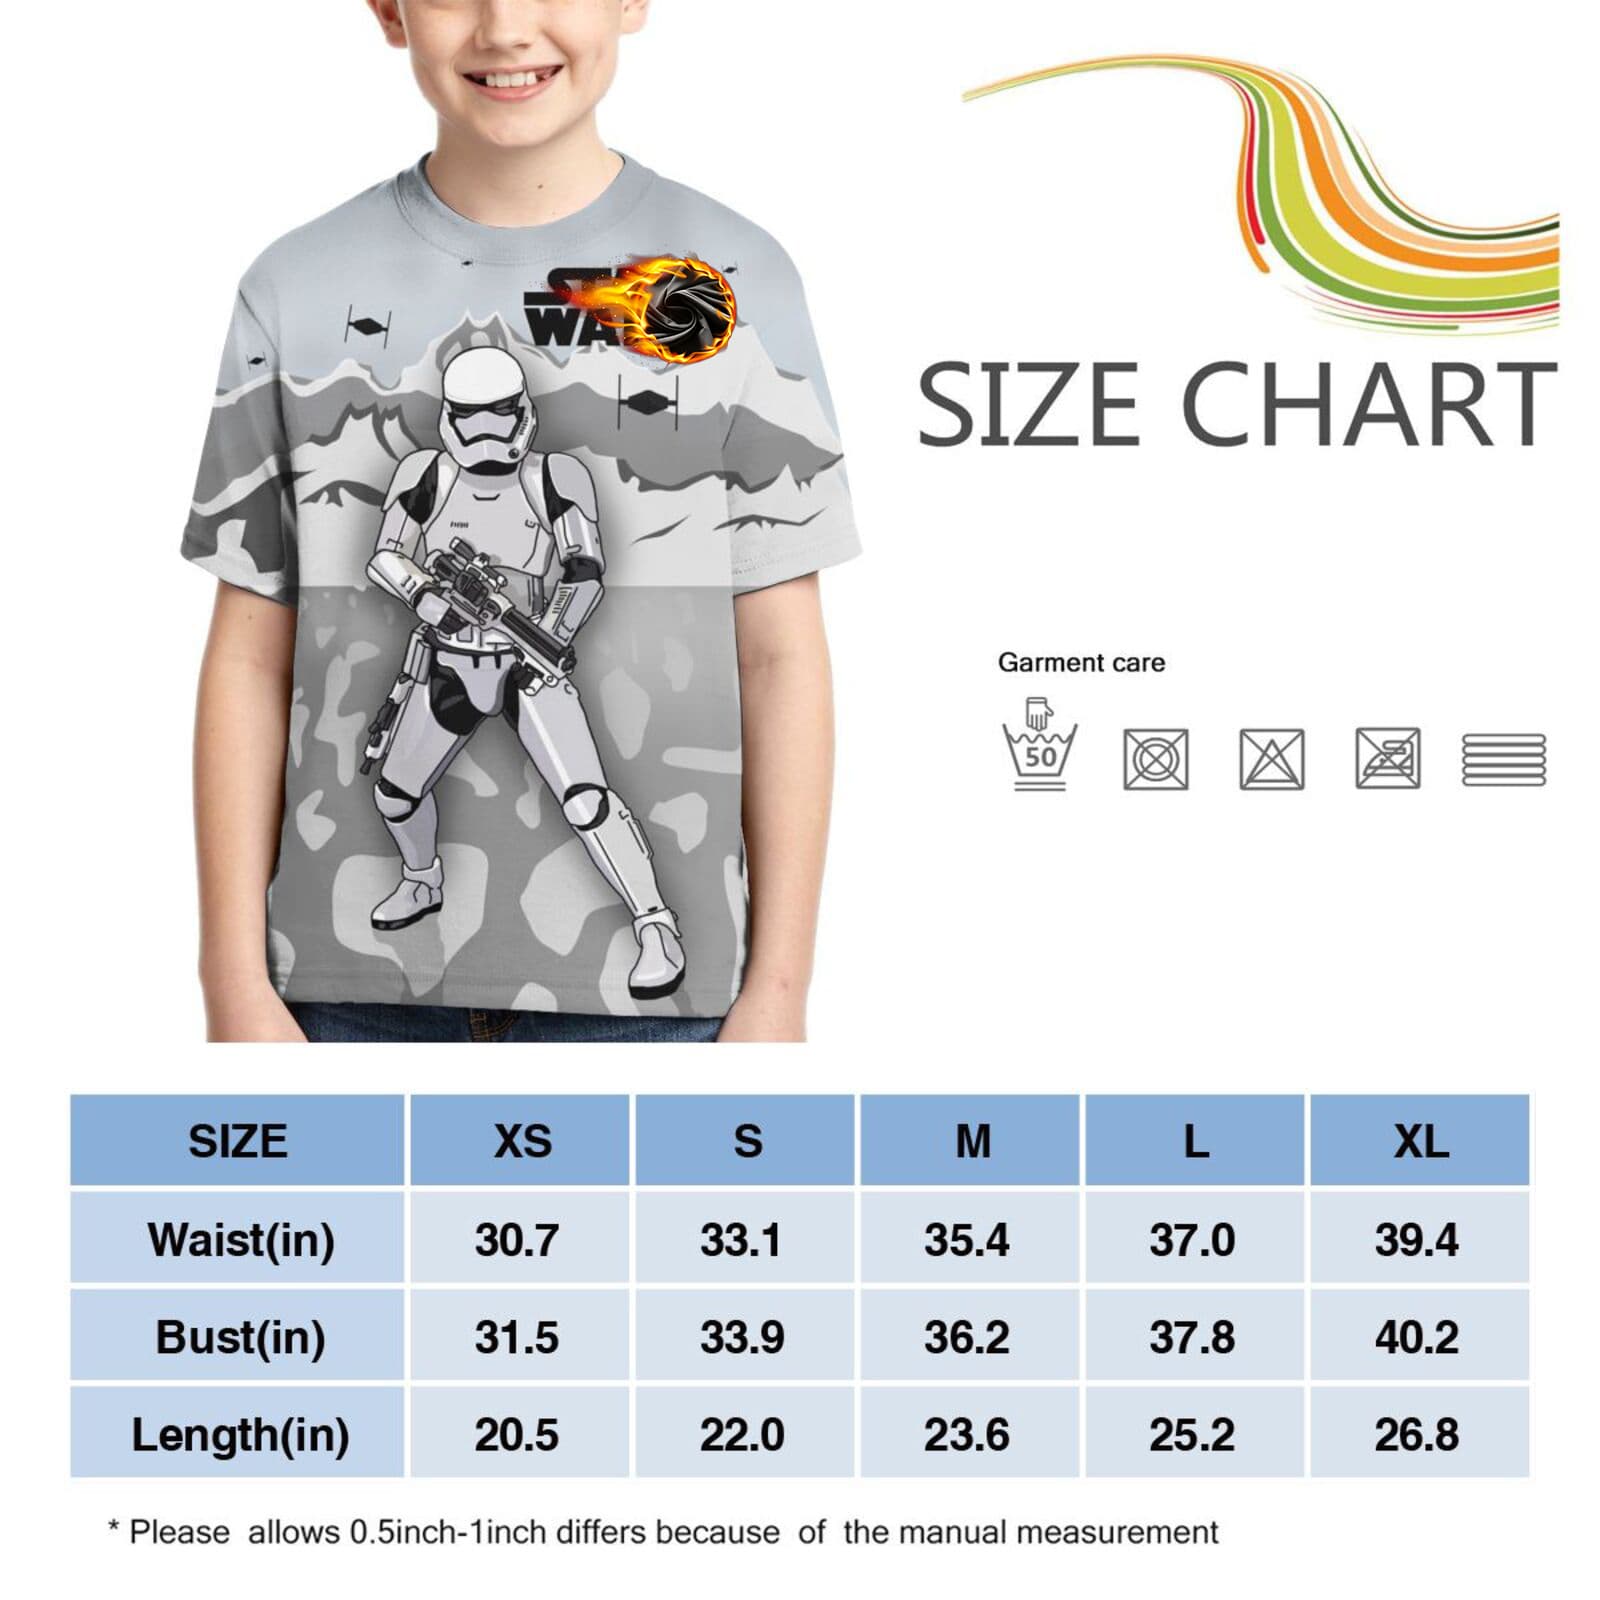 WA
SIZE CHART
Garment care
50
SIZE XS S M L XL
Waist(in) 30.7 33.1 35.4 37.0 39.4
Bust(in) 31.5 33.9 36.2 37.8 40.2
Length(in) 20.5 22.0 23.6 25.2 26.8
* Please allows 0.5inch-1inch differs because of the manual measurement